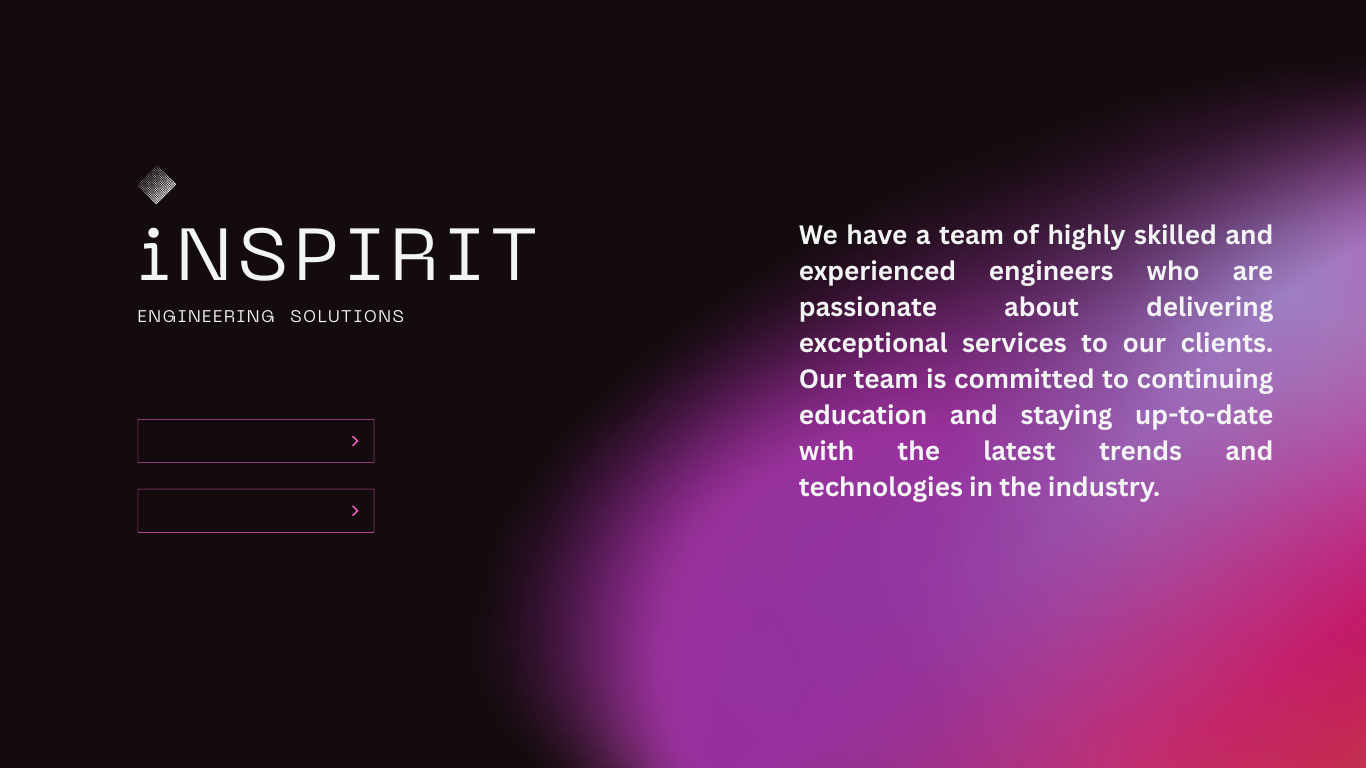 iNSPIRIT
ENGINEERING SOLUTIONS
We have a team of highly skilled and
experienced engineers who are
passionate about delivering
exceptional services to our clients.
Our team is committed to continuing
education and staying up-to-date
with the latest trends and
technologies in the industry.